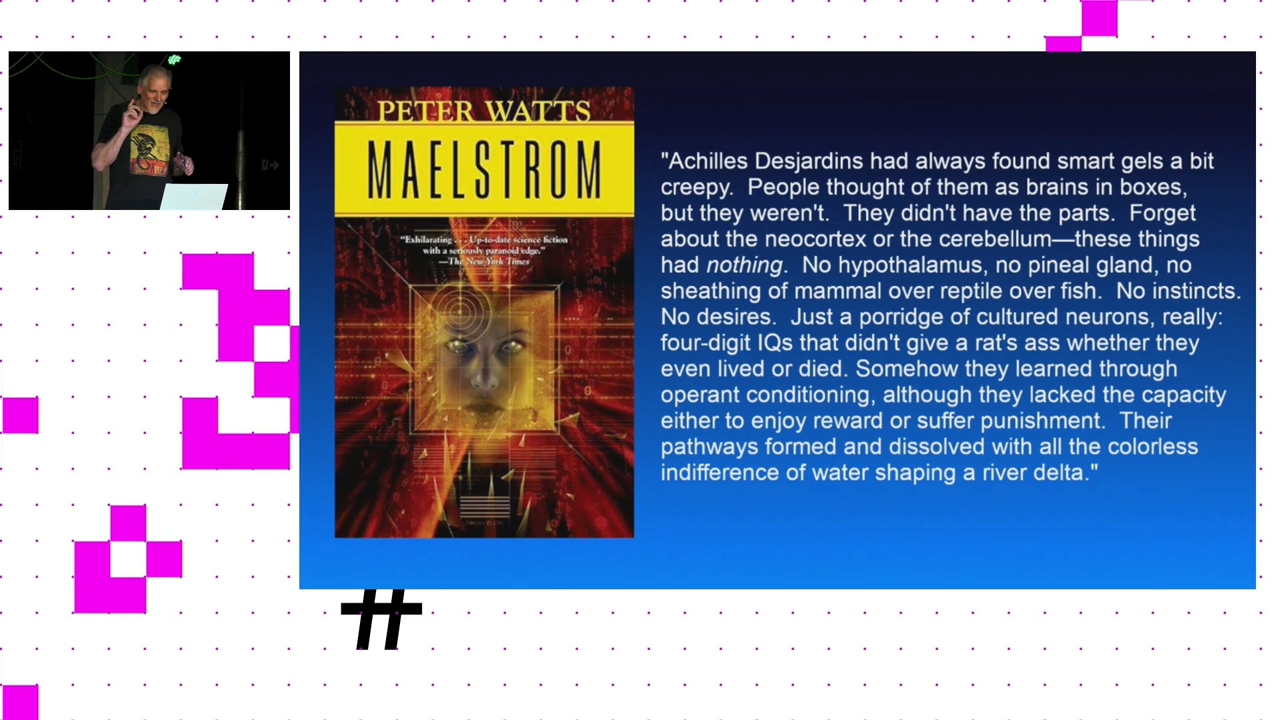 PETER WATTS
MAELSTROM
"Exhilarating . . . Up-to-date science fiction
with a seriously paranoid edge."
—The New York Times
"Achilles Desjardins had always found smart gels a bit
creepy.  People thought of them as brains in boxes,
but they weren't.  They didn't have the parts.  Forget
about the neocortex or the cerebellum—these things
had nothing.  No hypothalamus, no pineal gland, no
sheathing of mammal over reptile over fish.  No instincts.
No desires.  Just a porridge of cultured neurons, really:
four-digit IQs that didn't give a rat's ass whether they
even lived or died. Somehow they learned through
operant conditioning, although they lacked the capacity
either to enjoy reward or suffer punishment.  Their
pathways formed and dissolved with all the colorless
indifference of water shaping a river delta."
#